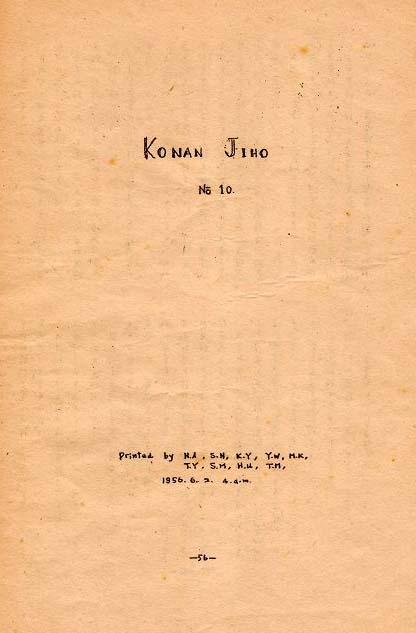 KONAN JIHO
No 10.
Printed by H.A, S.H, K.Y, Y.W, M.K,
T.Y. S.M, H.U, T.M,
1956. 6. 2. 4 a.m.
—56—